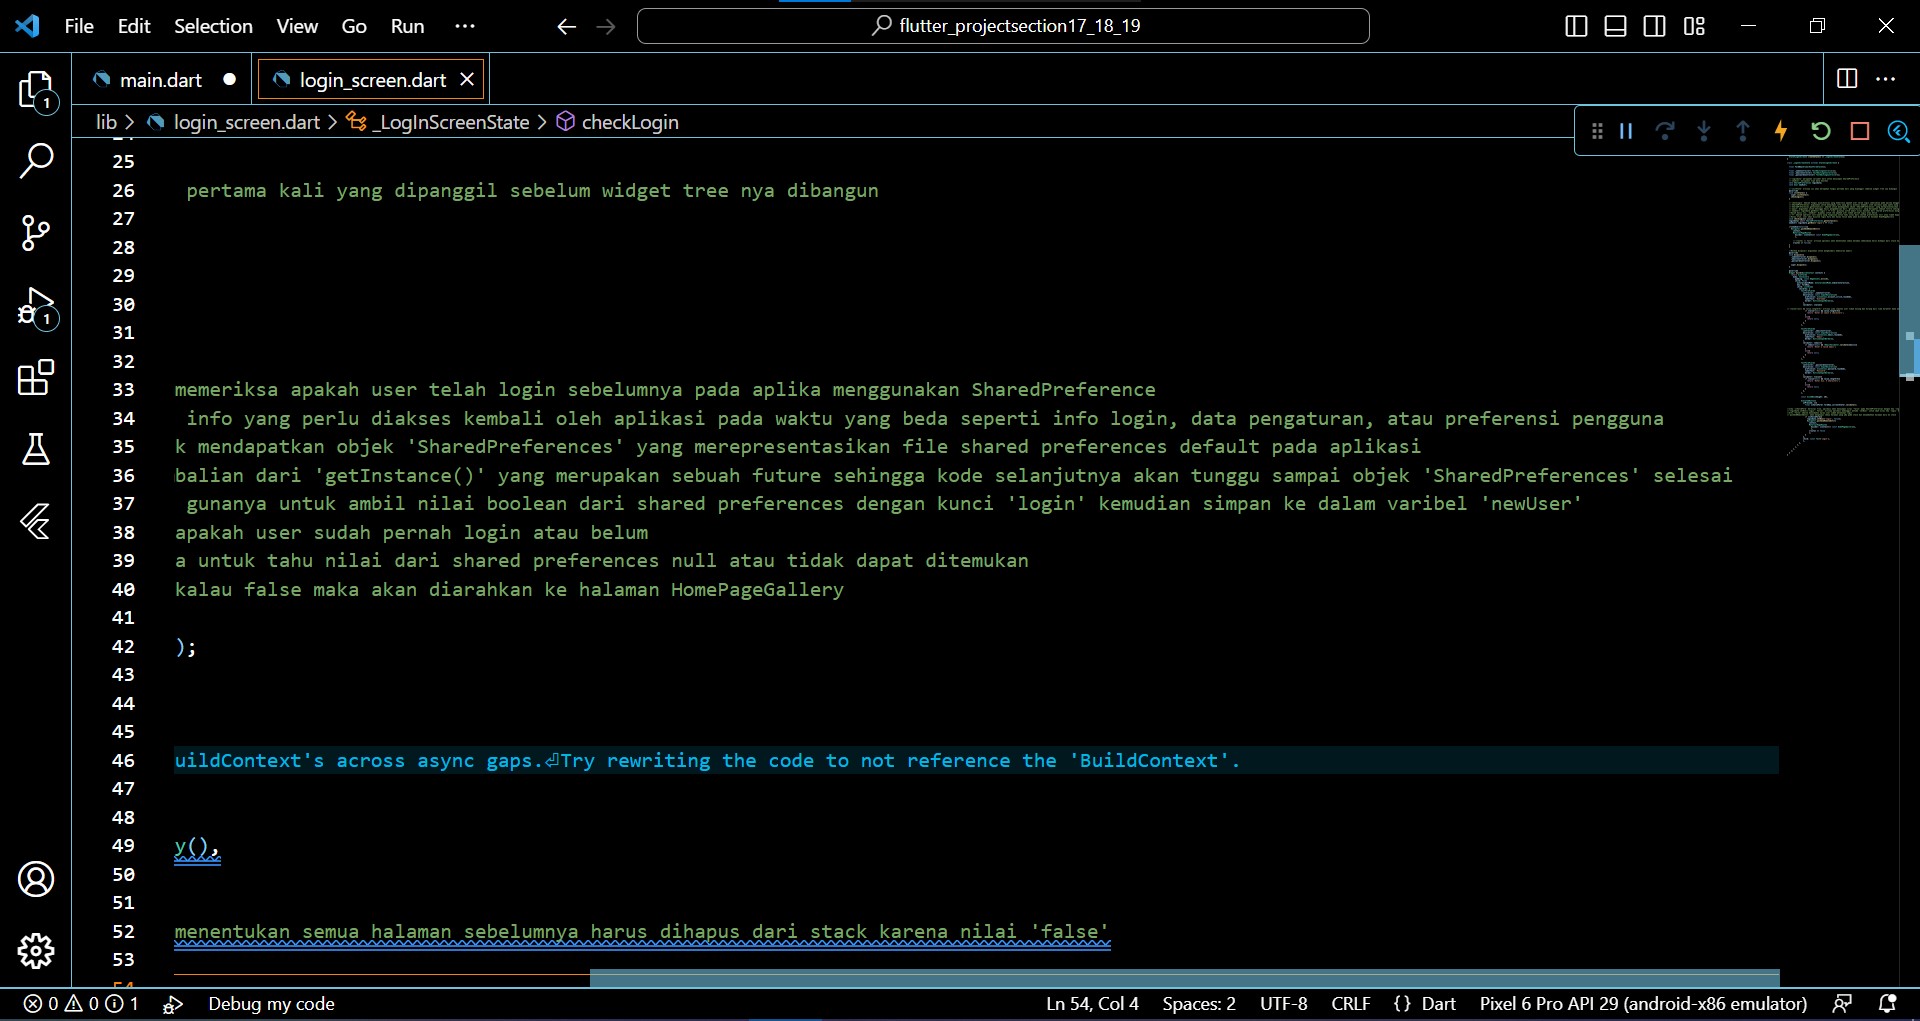 File Edit Selection View Go Run
flutter_projectsection17_18_19
main.dart
login_screen.dart
lib > login_screen.dart > _LogInScreenState > checkLogin
25
26 pertama kali yang dipanggil sebelum widget tree nya dibangun
27
28
29
30
31
32
33 memeriksa apakah user telah login sebelumnya pada aplika menggunakan SharedPreference
34 info yang perlu diakses kembali oleh aplikasi pada waktu yang beda seperti info login, data pengaturan, atau preferensi pengguna
35 k mendapatkan objek 'SharedPreferences' yang merepresentasikan file shared preferences default pada aplikasi
36 balian dari 'getInstance()' yang merupakan sebuah future sehingga kode selanjutnya akan tunggu sampai objek 'SharedPreferences' selesai
37 gunanya untuk ambil nilai boolean dari shared preferences dengan kunci 'login' kemudian simpan ke dalam varibel 'newUser'
38 apakah user sudah pernah login atau belum
39 a untuk tahu nilai dari shared preferences null atau tidak dapat ditemukan
40 kalau false maka akan diarahkan ke halaman HomePageGallery
41
42 );
43
44
45
46 uildContext's across async gaps.⏎Try rewriting the code to not reference the 'BuildContext'.
47
48
49 y(),
50
51
52 menentukan semua halaman sebelumnya harus dihapus dari stack karena nilai 'false'
53
54
1
1
0 0 1 Debug my code Ln 54, Col 4 Spaces: 2 UTF-8 CRLF {} Dart Pixel 6 Pro API 29 (android-x86 emulator)